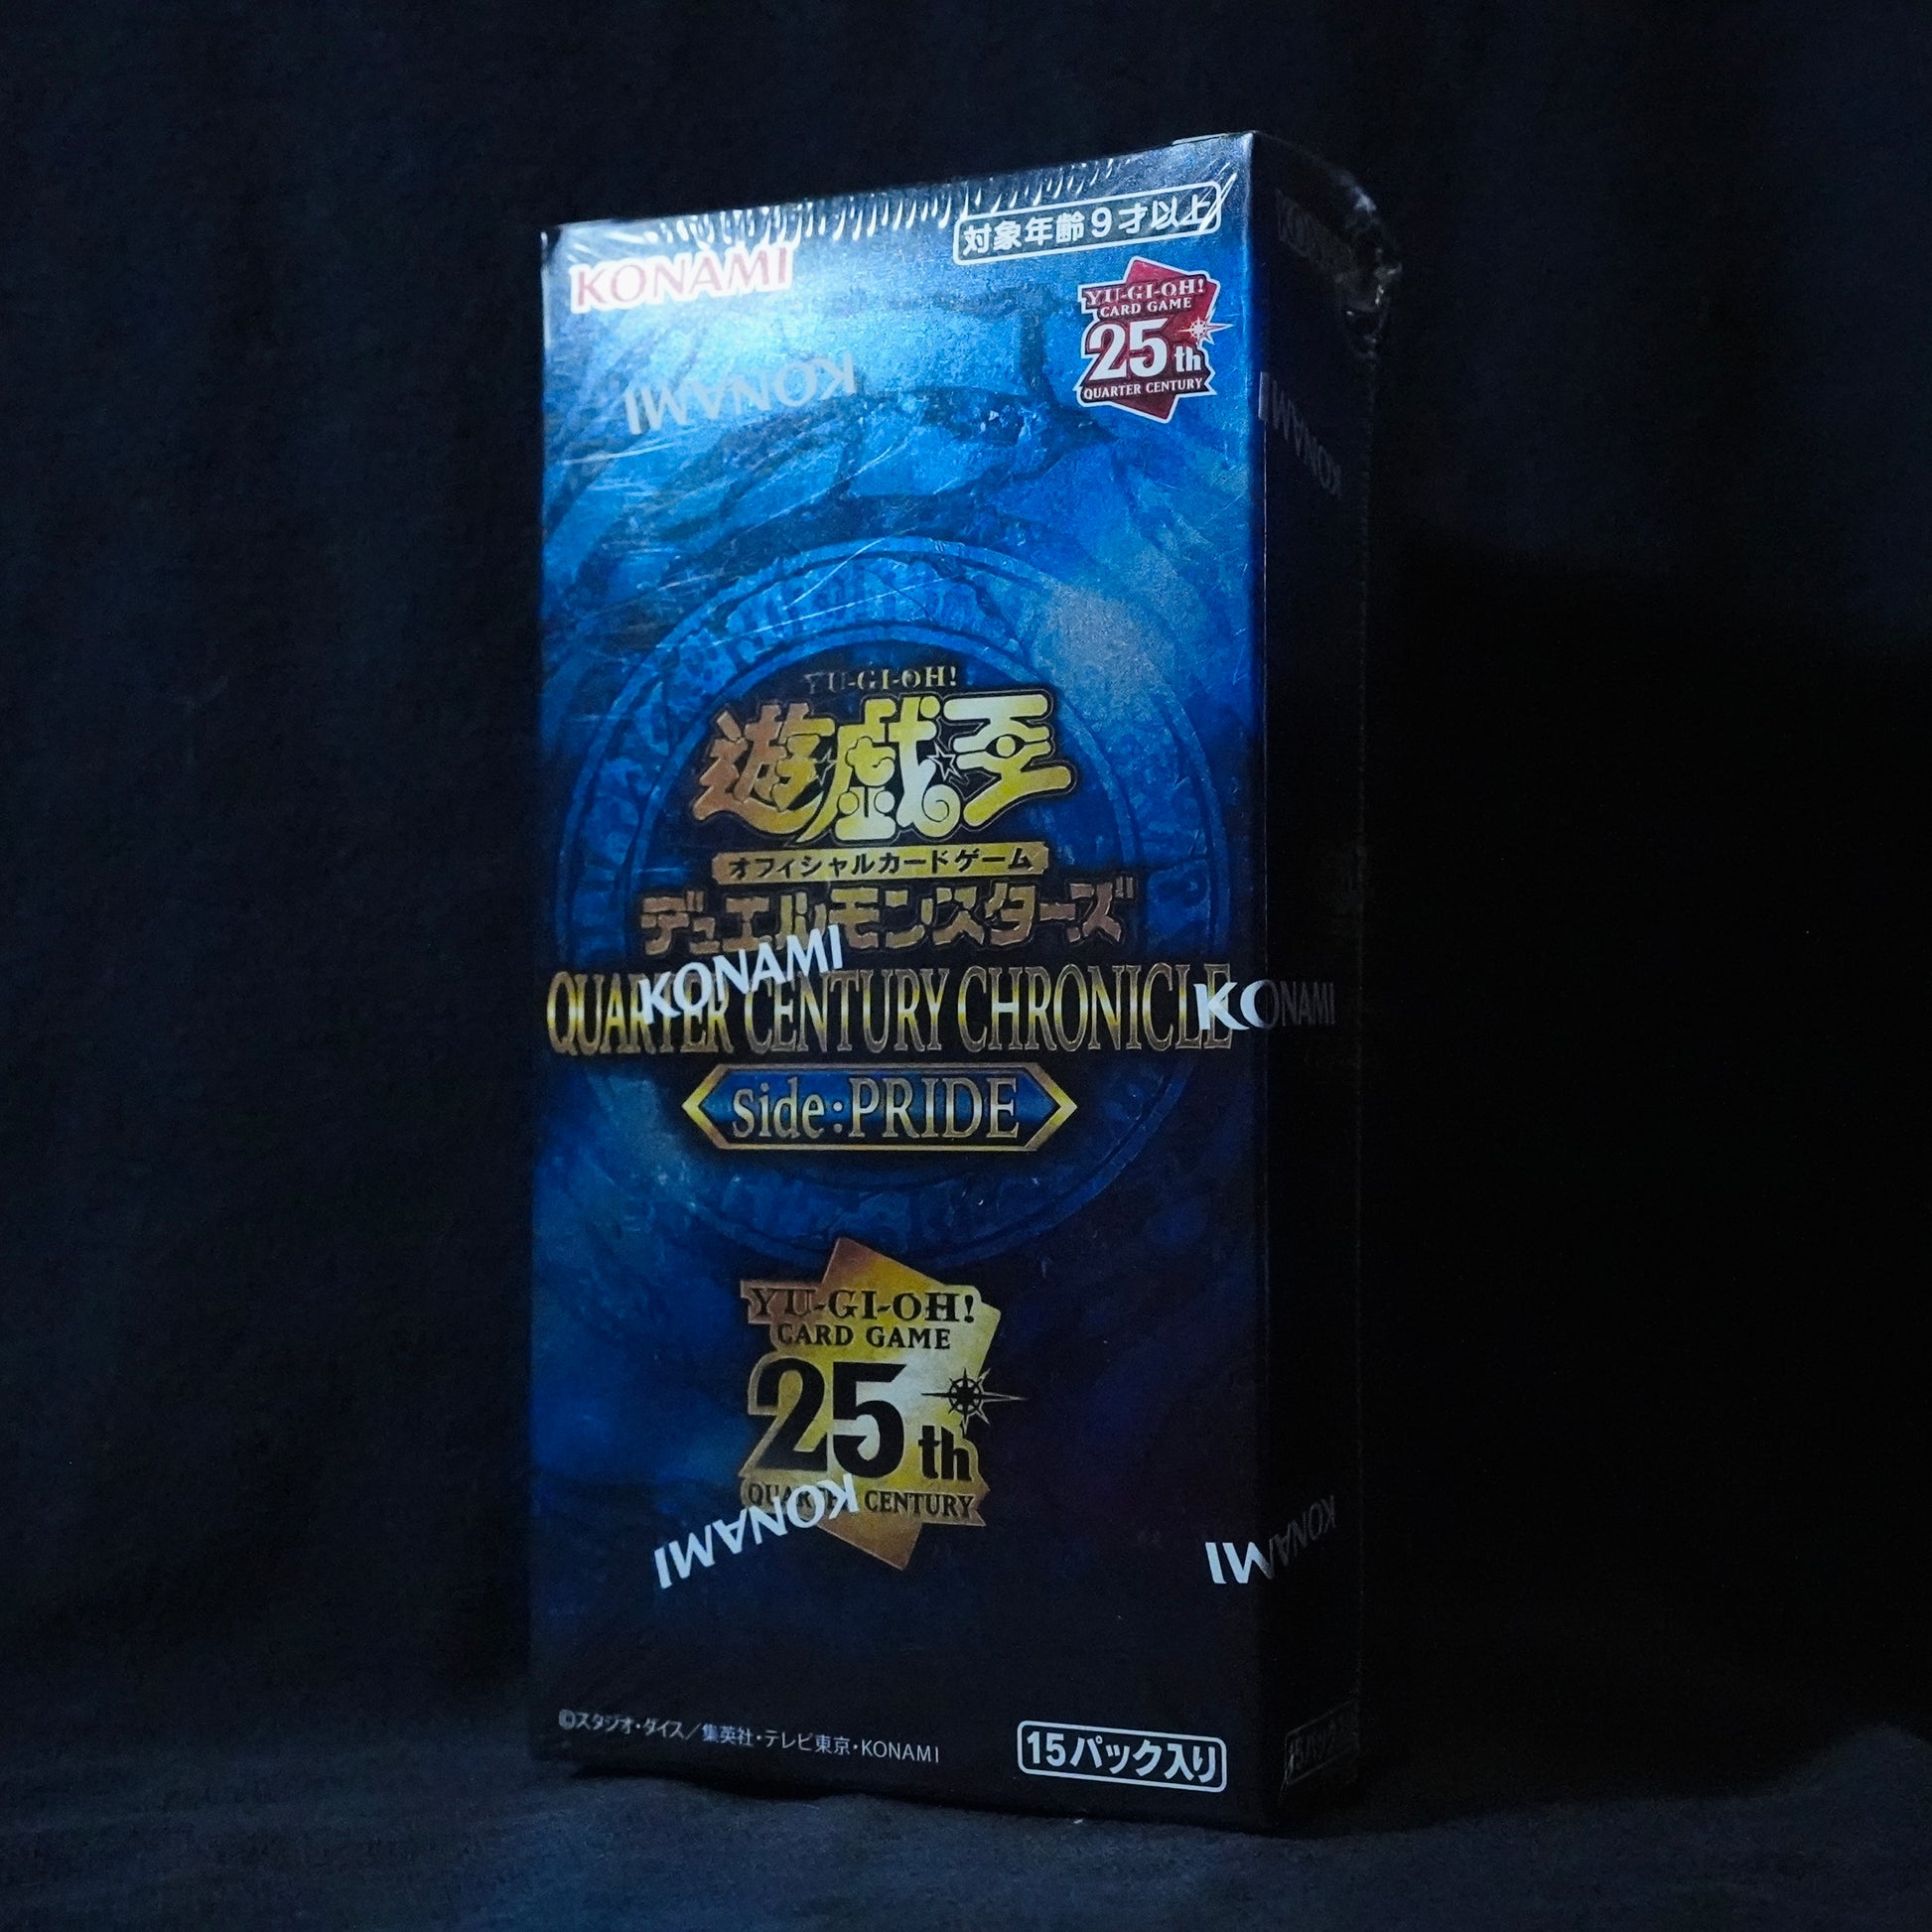 対象年齢9才以上
KONAMI
YU-GI-OH!
CARD GAME
25th
QUARTER CENTURY
KONAMI
KONAMI
YU-GI-OH!
遊戯王
オフィシャルカードゲーム
デュエルモンスターズ
KONAMI
QUARTER CENTURY CHRONICLE
KONAMI
side:PRIDE
YU-GI-OH!
CARD GAME
25th
QUARTER CENTURY
KONAMI
KONAMI
©スタジオ・ダイス/集英社・テレビ東京・KONAMI
15パック入り